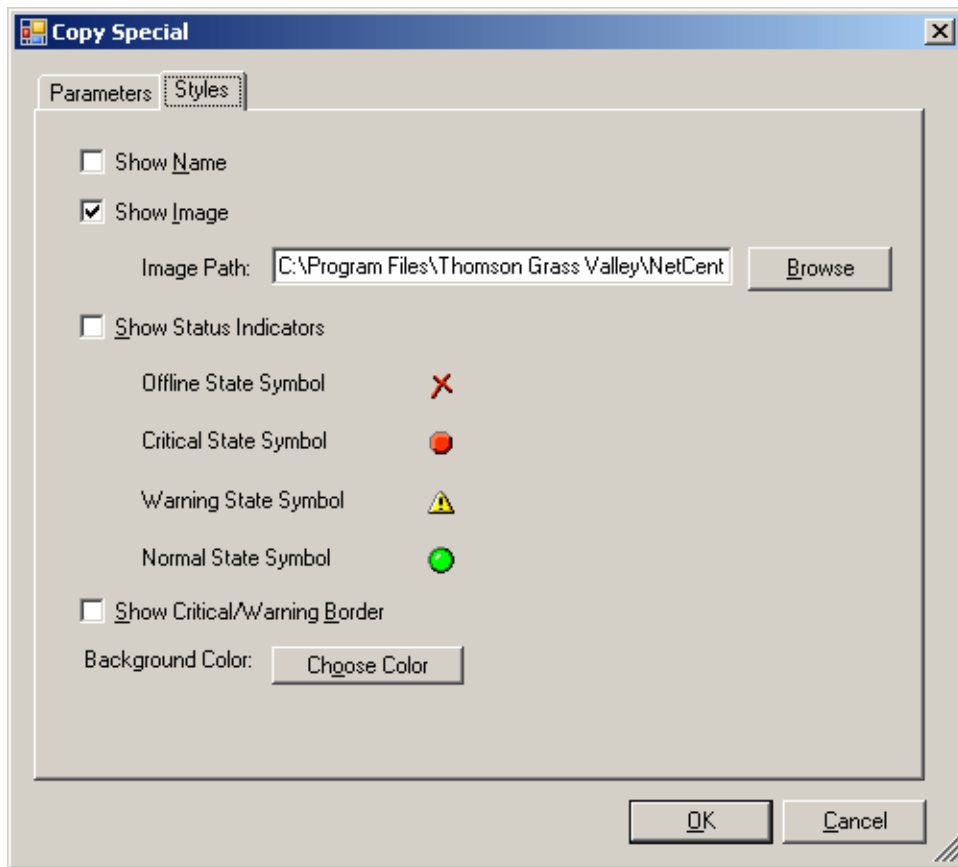 Copy Special
Parameters Styles
Show Name
Show Image
Image Path: C:\Program Files\Thomson Grass Valley\NetCent Browse
Show Status Indicators
Offline State Symbol
Critical State Symbol
Warning State Symbol
Normal State Symbol
Show Critical/Warning Border
Background Color: Choose Color
OK Cancel